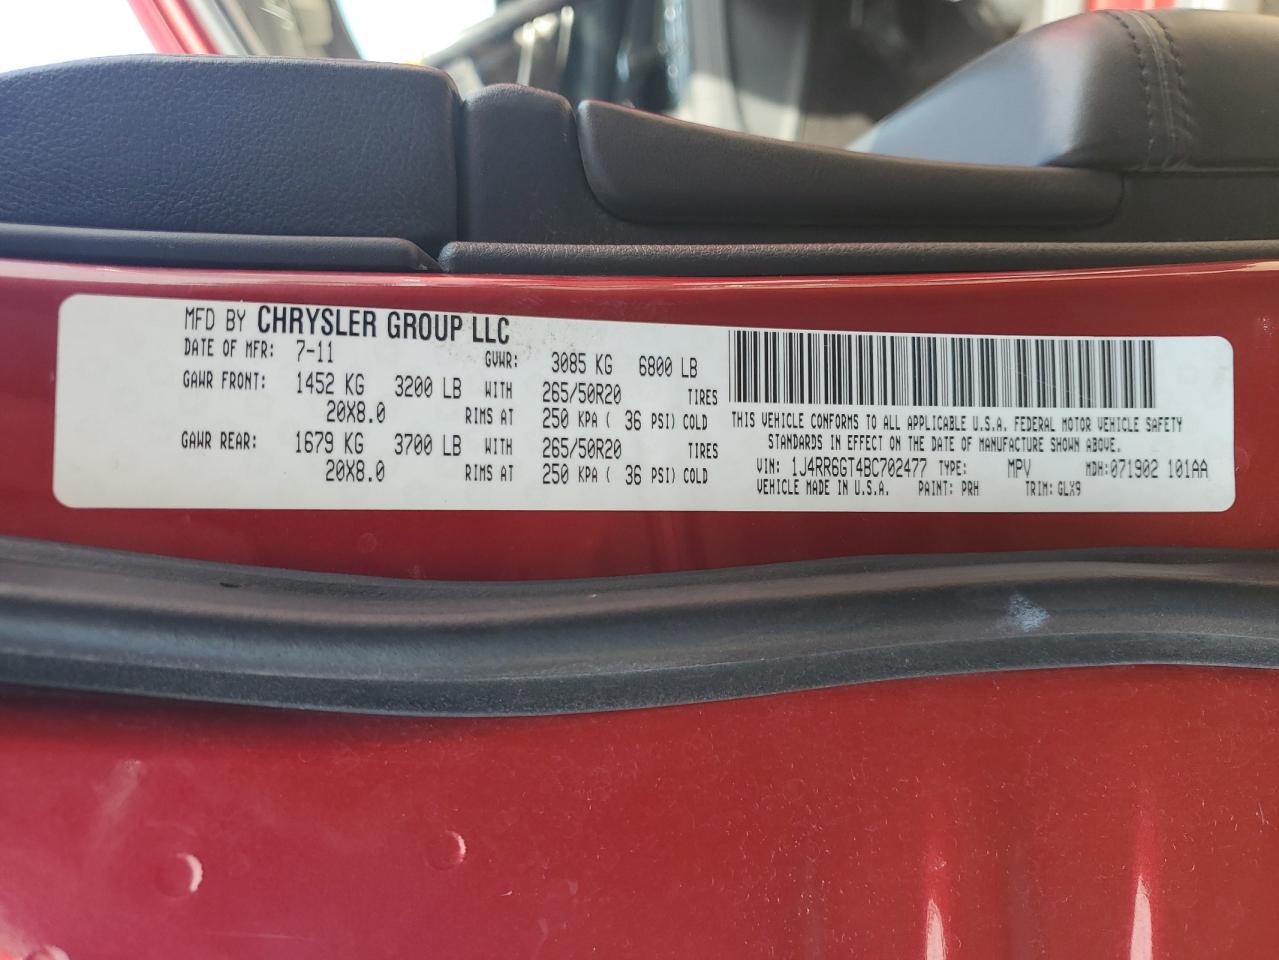 MFD BY CHRYSLER GROUP LLC
DATE OF MFR: 7-11 GVWR: 3085 KG 6800 LB
GAWR FRONT: 1452 KG 3200 LB WITH 265/50R20 TIRES
20X8.0 RIMS AT 250 KPA ( 36 PSI) COLD
GAWR REAR: 1679 KG 3700 LB WITH 265/50R20 TIRES
20X8.0 RIMS AT 250 KPA ( 36 PSI) COLD
THIS VEHICLE CONFORMS TO ALL APPLICABLE U.S.A. FEDERAL MOTOR VEHICLE SAFETY
STANDARDS IN EFFECT ON THE DATE OF MANUFACTURE SHOWN ABOVE.
VIN: 1J4RR6GT4BC702477 TYPE: MPV MDH:071902 101AA
VEHICLE MADE IN U.S.A. PAINT: PRH TRIM: GLX9